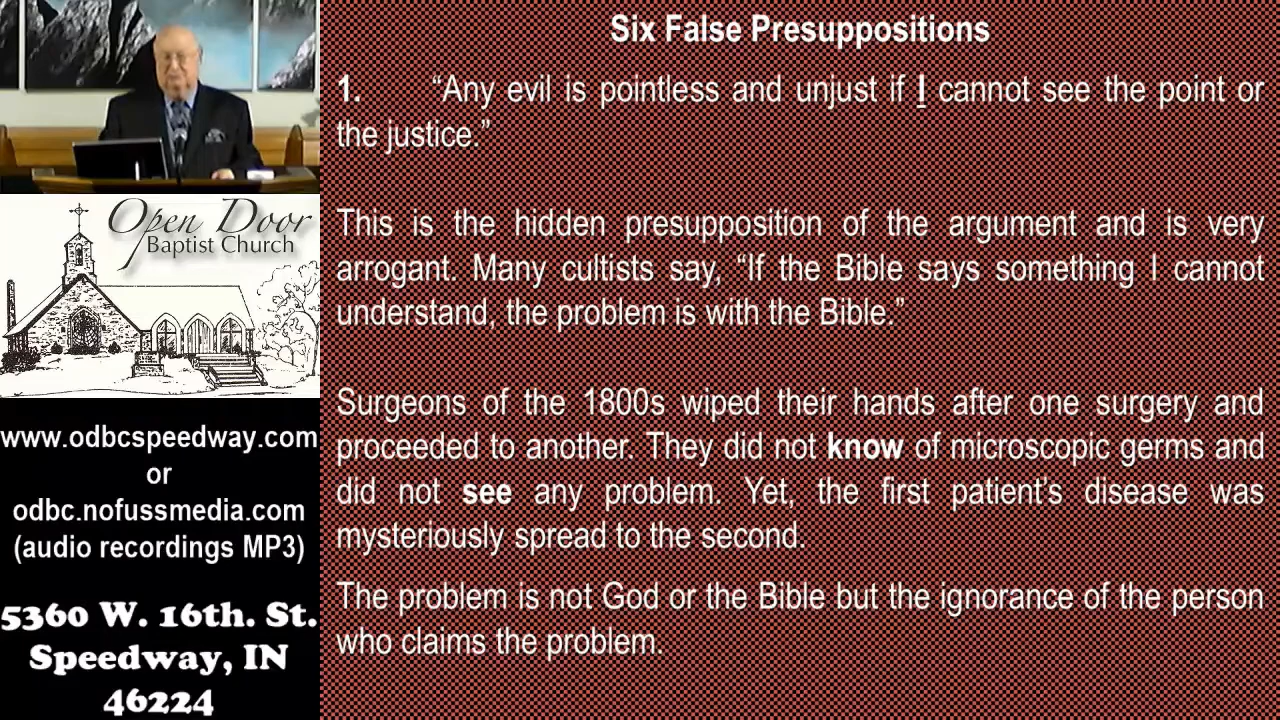 Six False Presuppositions
1. “Any evil is pointless and unjust if I cannot see the point or
the justice.”
This is the hidden presupposition of the argument and is very
arrogant. Many cultists say, “If the Bible says something I cannot
understand, the problem is with the Bible.”
Surgeons of the 1800s wiped their hands after one surgery and
proceeded to another. They did not know of microscopic germs and
did not see any problem. Yet, the first patient’s disease was
mysteriously spread to the second.
The problem is not God or the Bible but the ignorance of the person
who claims the problem.
Open Door
Baptist Church
www.odbcspeedway.com
or
odbc.nofussmedia.com
(audio recordings MP3)
5360 W. 16th. St.
Speedway, IN
46224